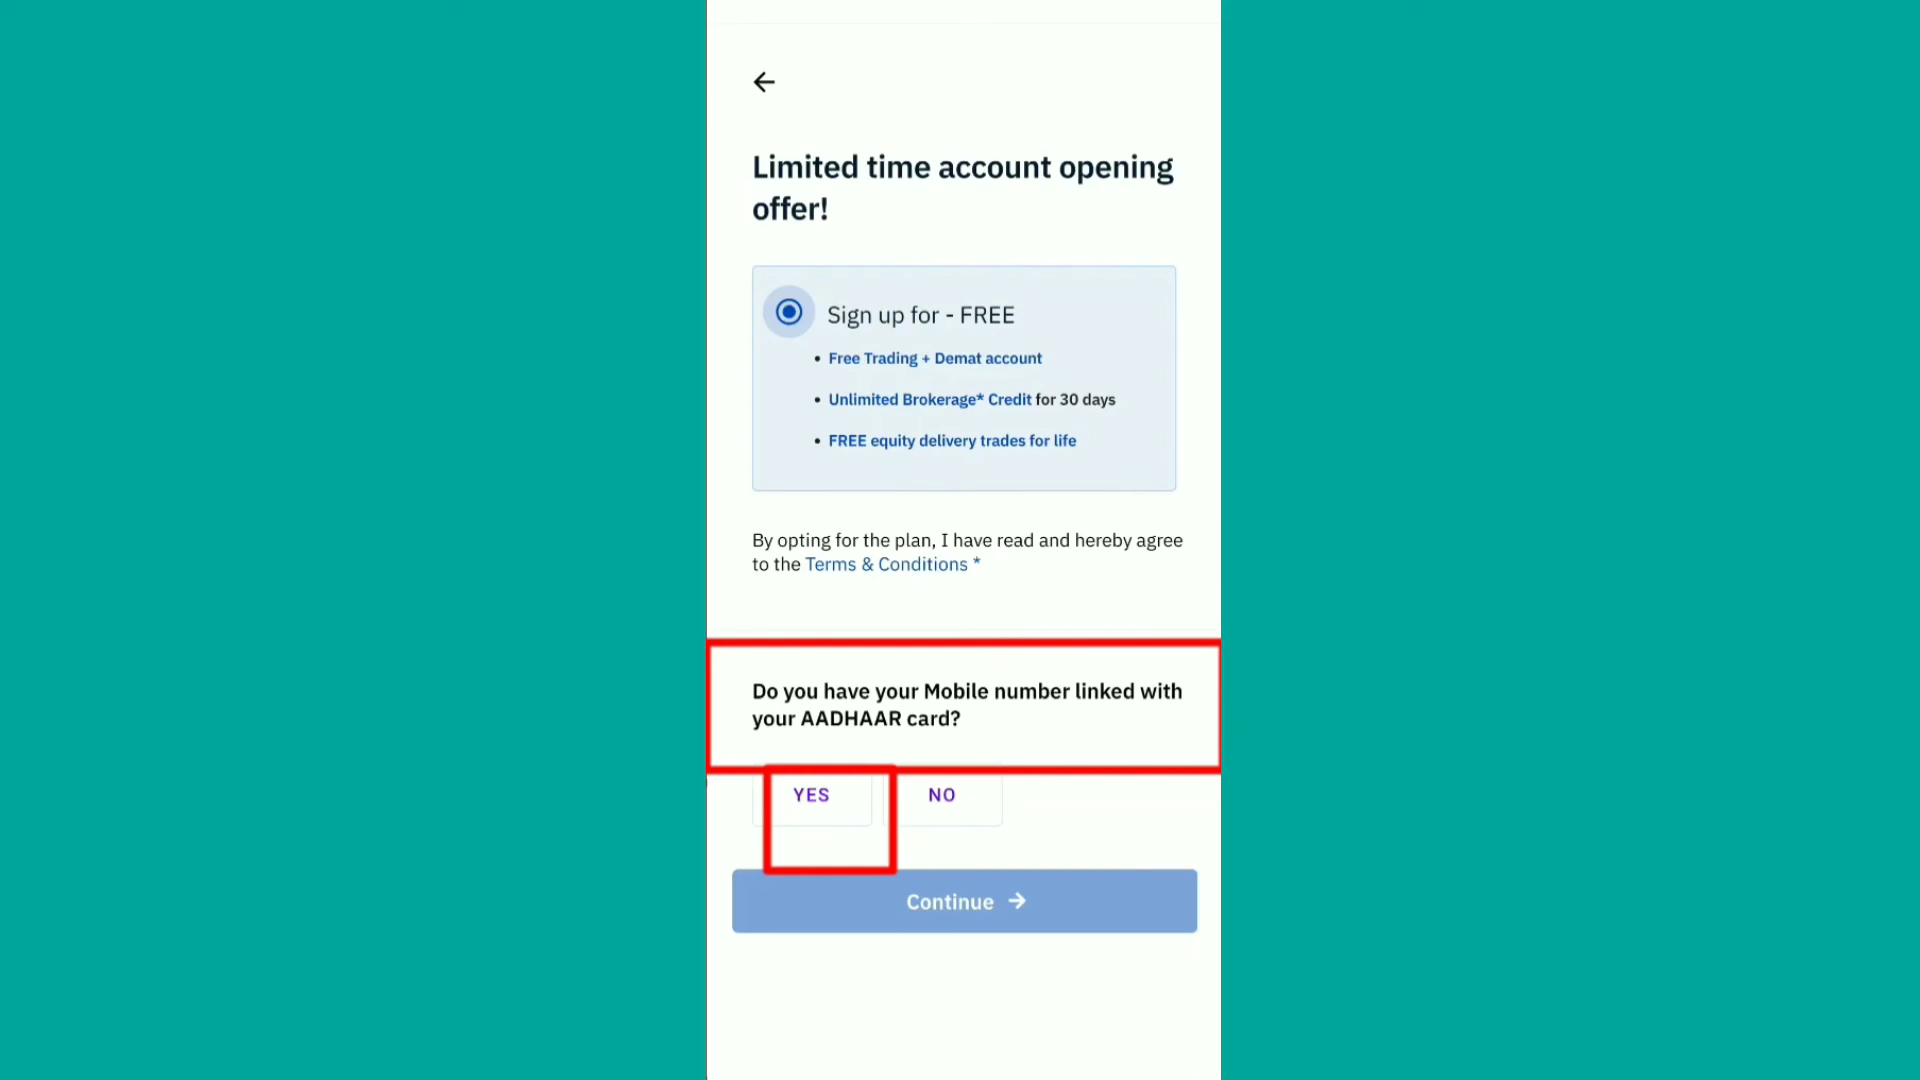 Limited time account opening
offer!
Sign up for - FREE
• Free Trading + Demat account
• Unlimited Brokerage* Credit for 30 days
• FREE equity delivery trades for life
By opting for the plan, I have read and hereby agree
to the Terms & Conditions *
Do you have your Mobile number linked with
your AADHAAR card?
YES NO
Continue →